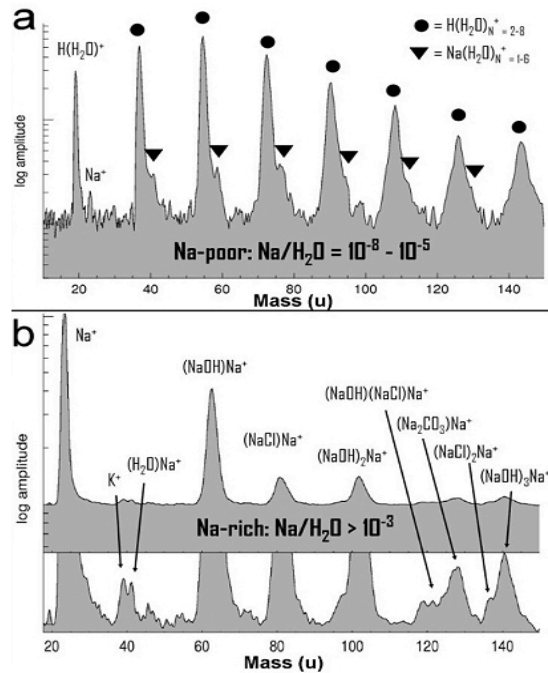 a
● = H(H₂O)N⁺ = 2-8
▼ = Na(H₂O)N⁺ = 1-6
H(H₂O)⁺
Na⁺
log amplitude
Na-poor: Na/H₂O = 10⁻⁸ - 10⁻⁵
20 40 60 80 100 120 140
Mass (u)
b
Na⁺
(NaOH)Na⁺
(NaOH)(NaCl)Na⁺
(Na₂CO₃)Na⁺
(NaCl)Na⁺
(NaOH)₂Na⁺
(NaCl)₂Na⁺
(NaOH)₃Na⁺
(H₂O)Na⁺
K⁺
log amplitude
Na-rich: Na/H₂O > 10⁻³
20 40 60 80 100 120 140
Mass (u)